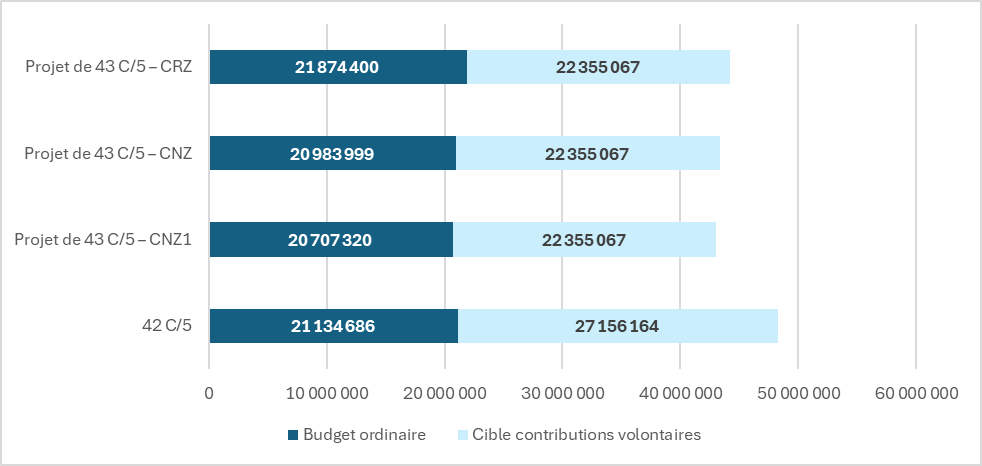 Projet de 43 C/5 – CRZ
21 874 400
22 355 067
Projet de 43 C/5 – CNZ
20 983 999
22 355 067
Projet de 43 C/5 – CNZ1
20 707 320
22 355 067
42 C/5
21 134 686
27 156 164
0
10 000 000
20 000 000
30 000 000
40 000 000
50 000 000
60 000 000
Budget ordinaire
Cible contributions volontaires